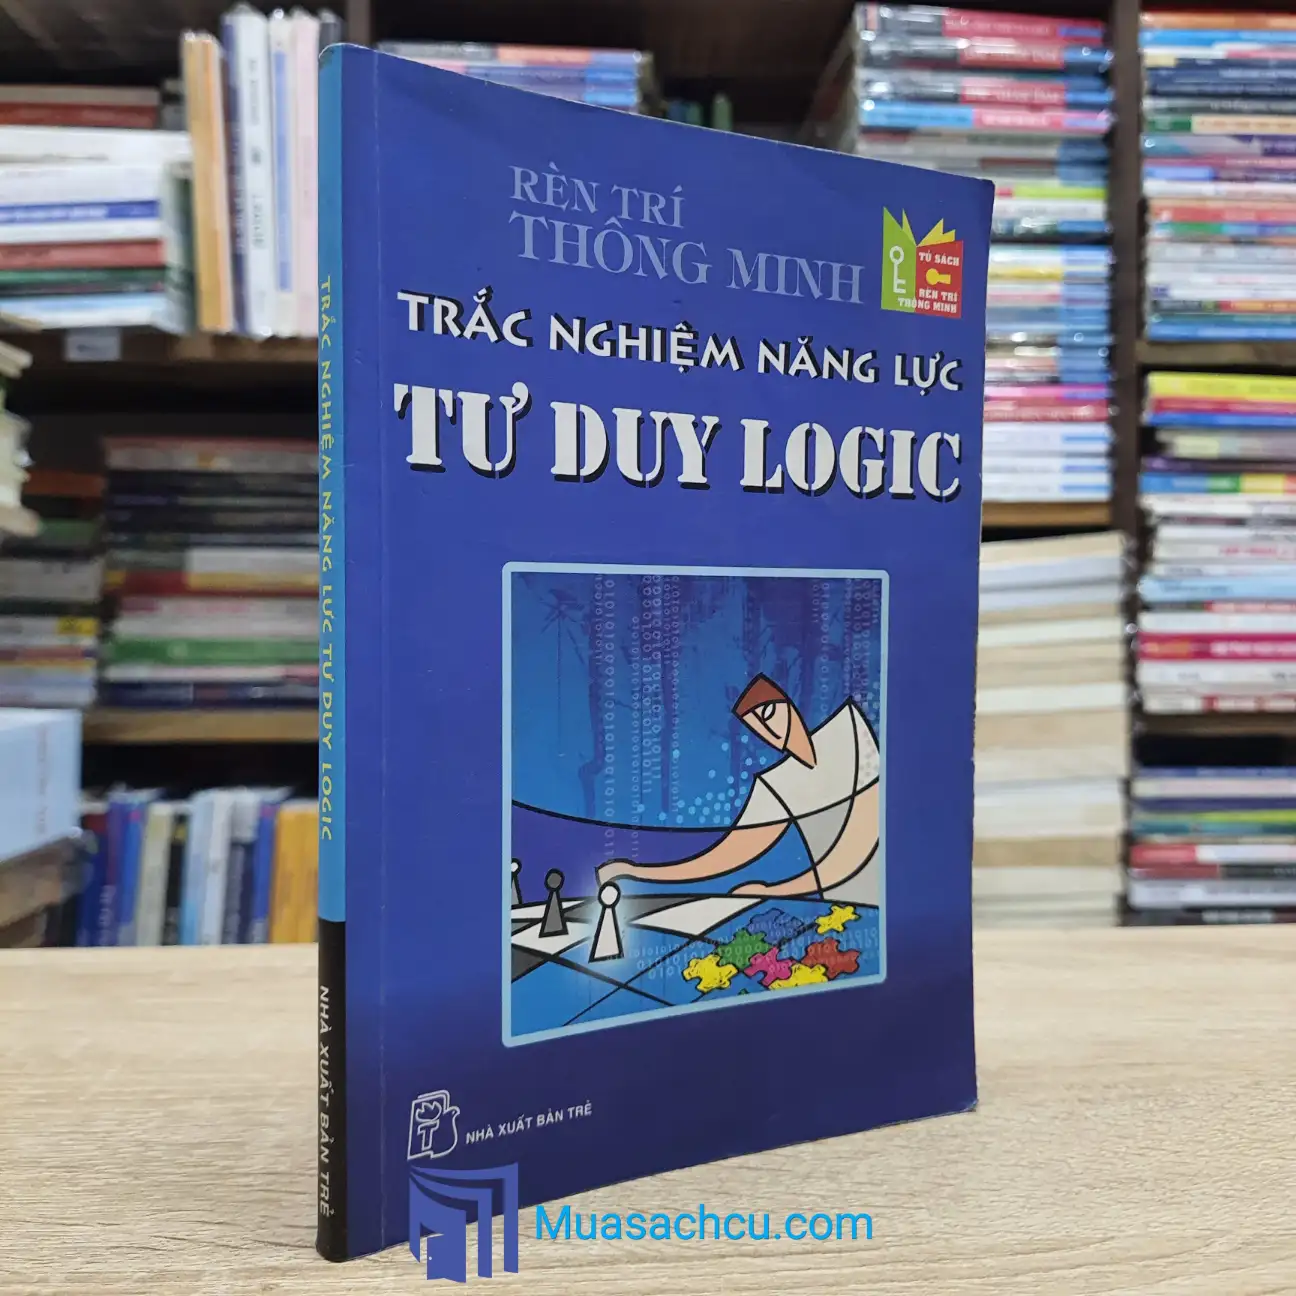 RÈN TRÍ
THÔNG MINH
TỦ SÁCH
RÈN TRÍ
THÔNG MINH
TRẮC NGHIỆM NĂNG LỰC
TƯ DUY LOGIC
NHÀ XUẤT BẢN TRẺ
TRẮC NGHIỆM NĂNG LỰC TƯ DUY LOGIC
NHÀ XUẤT BẢN TRẺ
Muasachcu.com